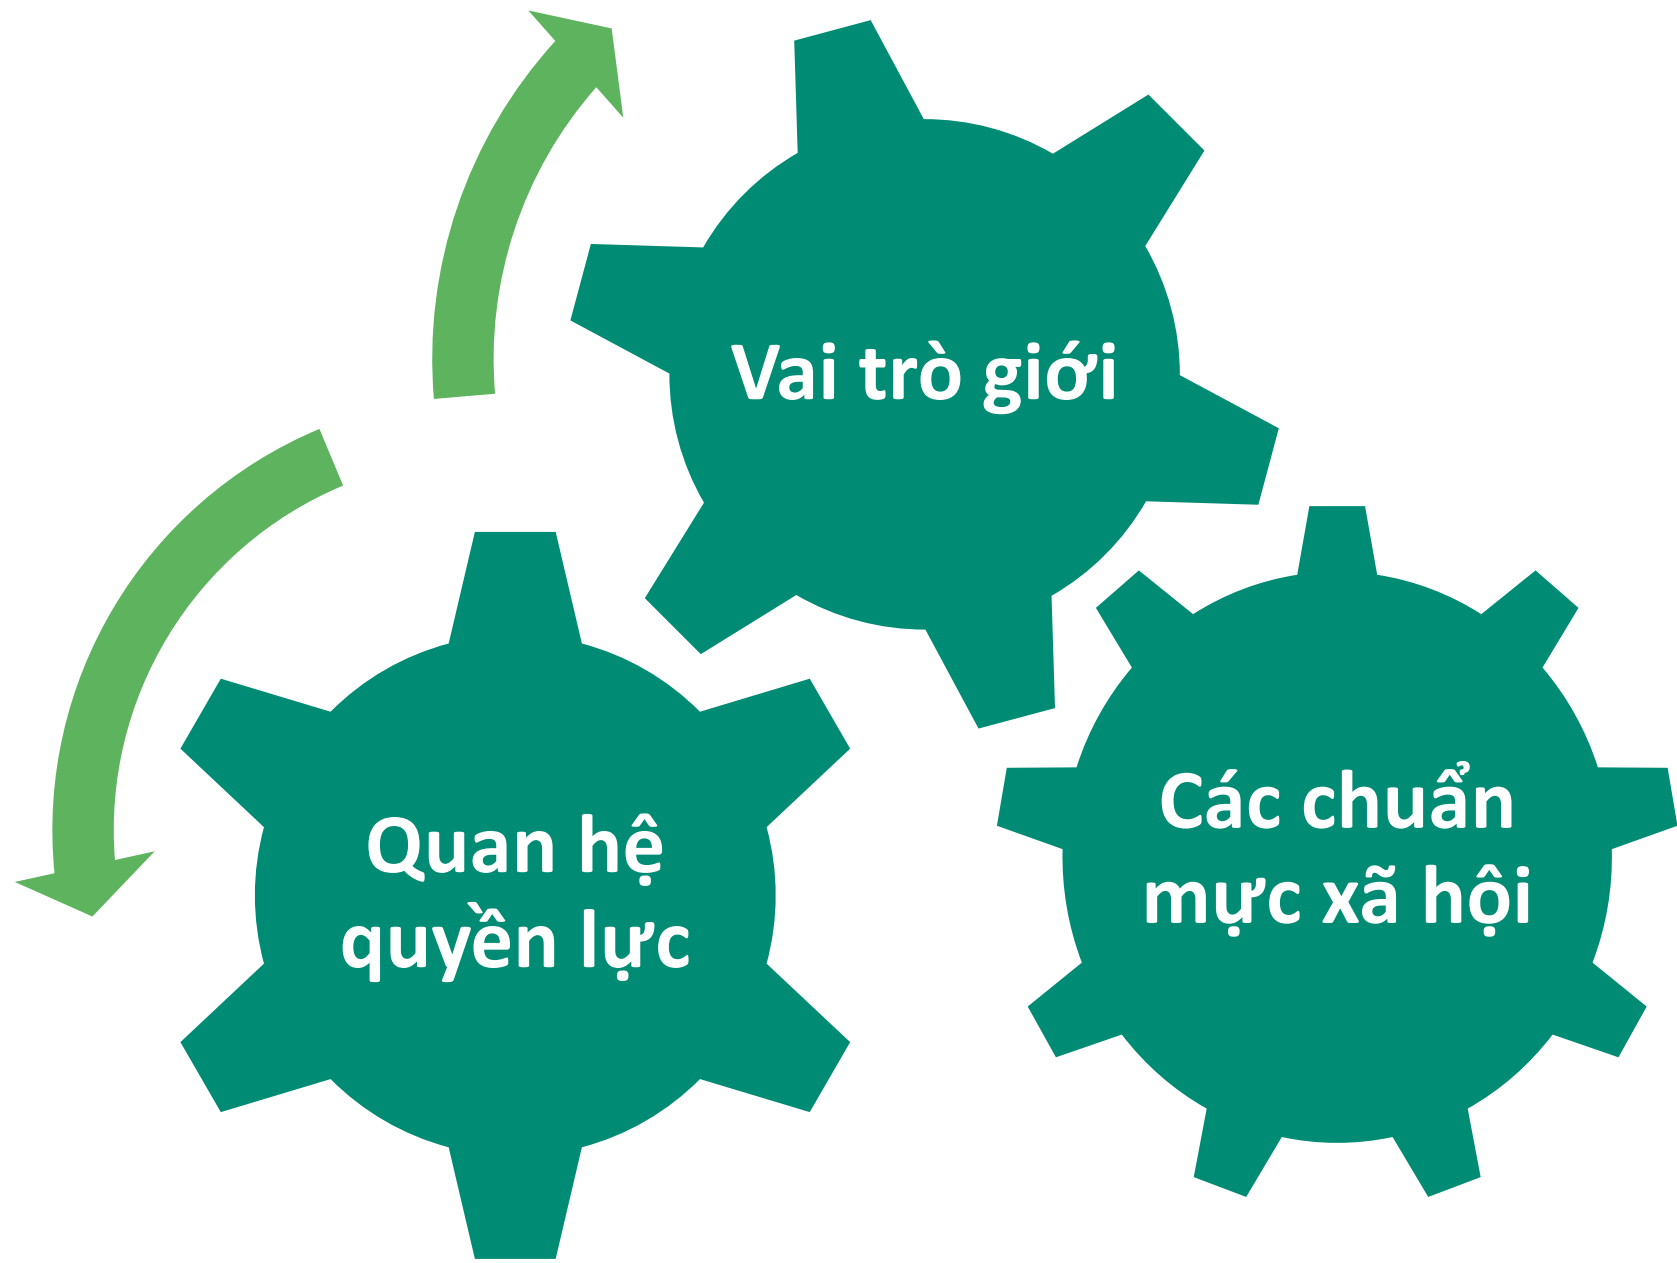 Vai trò giới
Quan hệ
quyền lực
Các chuẩn
mực xã hội